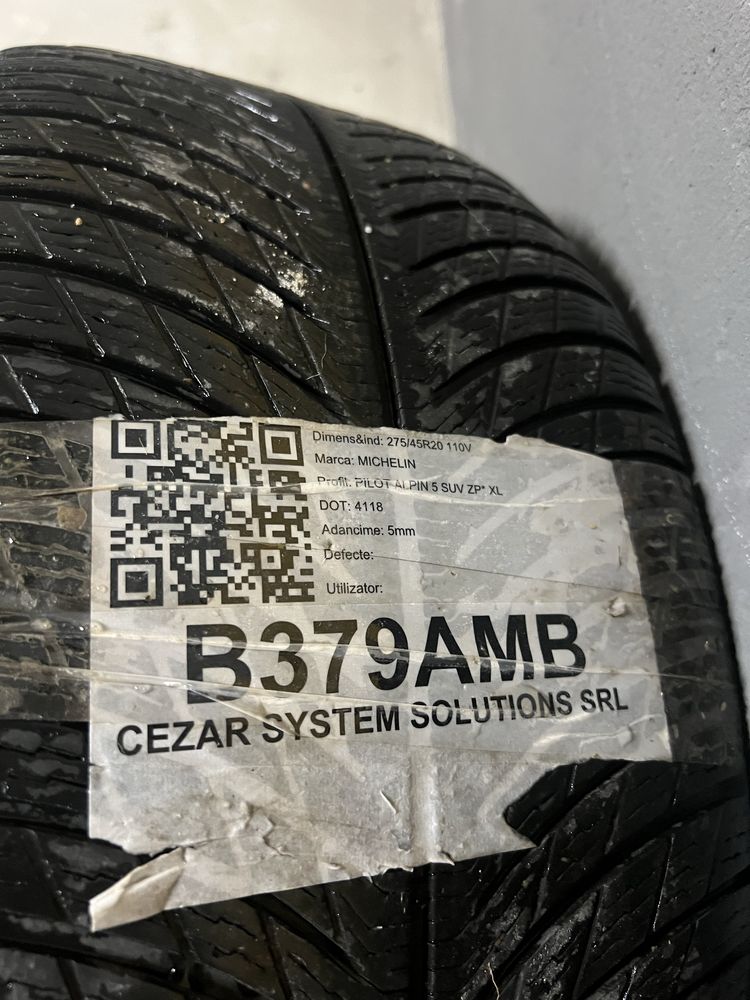 Dimens&ind: 275/45R20 110V
Marca: MICHELIN
Profil: PILOT ALPIN 5 SUV ZP* XL
DOT: 4118
Adancime: 5mm
Defecte:
Utilizator:
B379AMB
CEZAR SYSTEM SOLUTIONS SRL